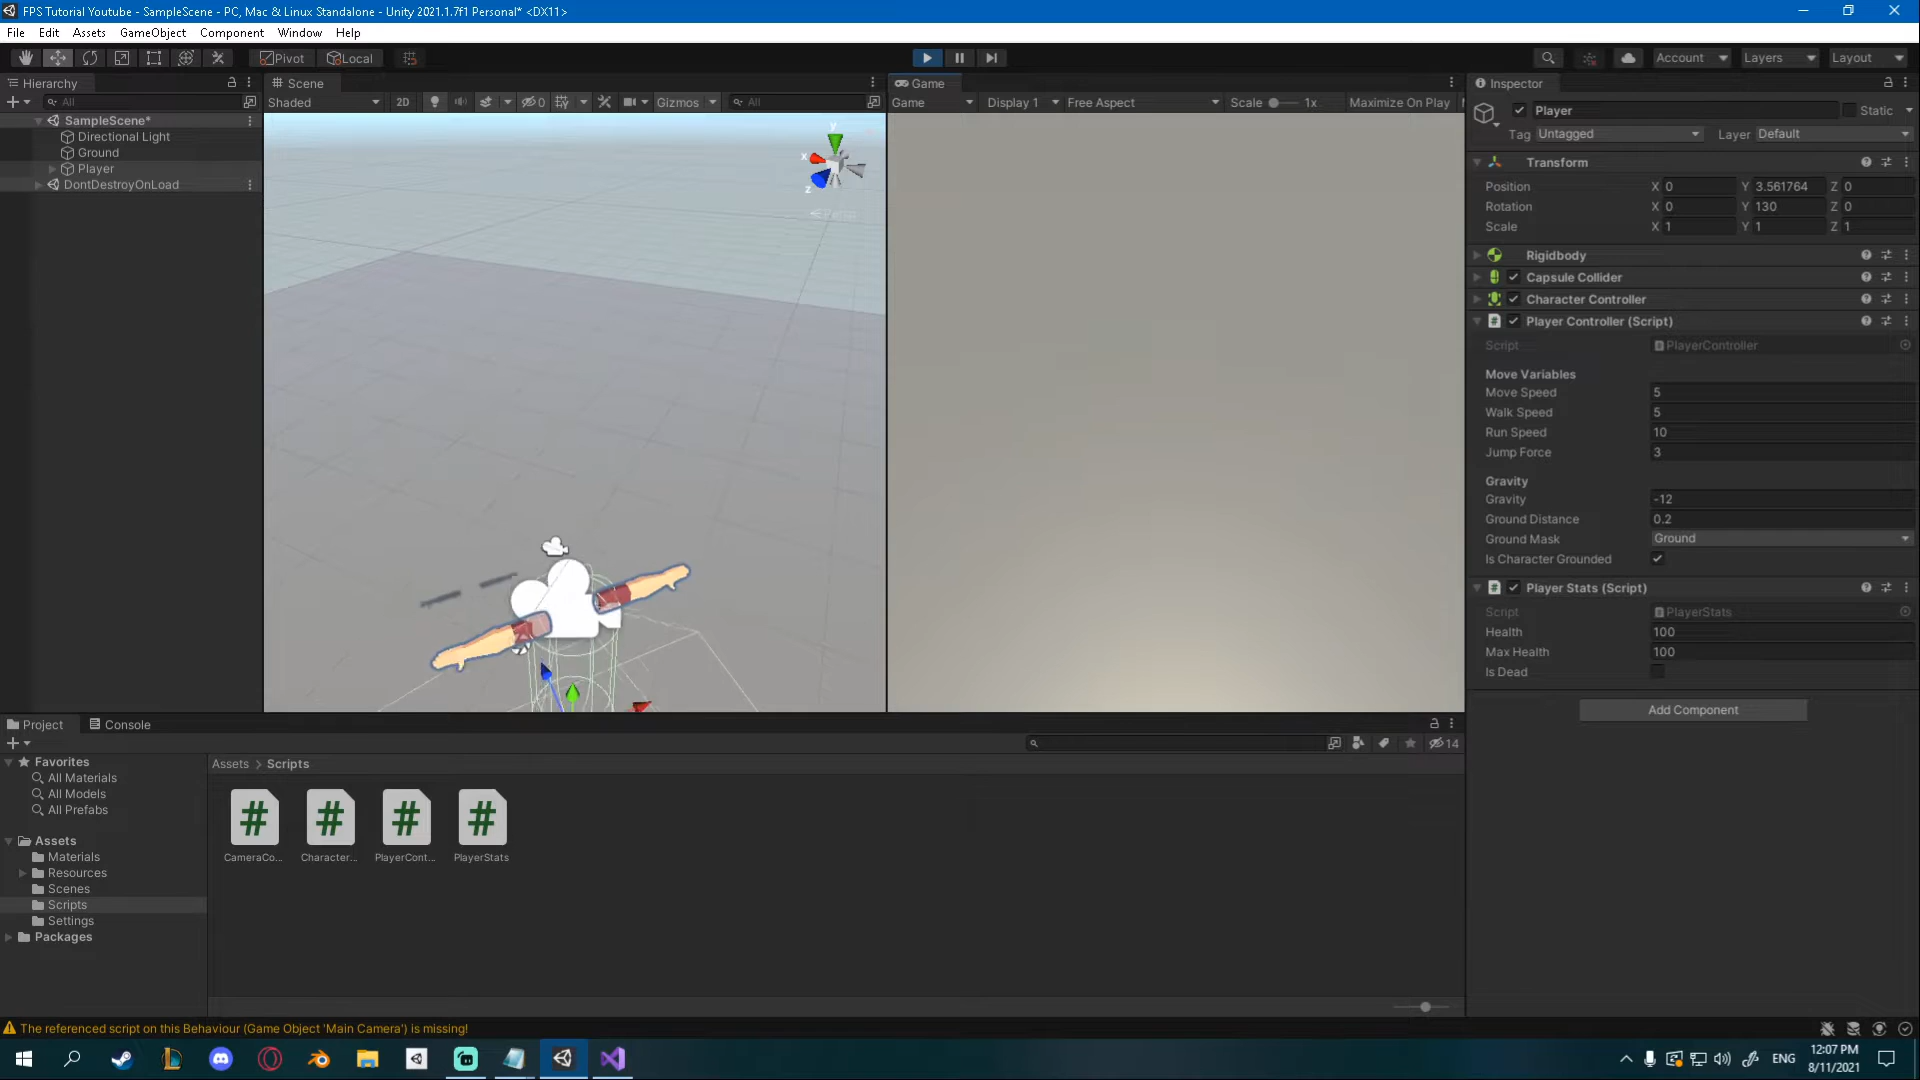 FPS Tutorial Youtube - SampleScene - PC, Mac & Linux Standalone - Unity 2021.1.7f1 Personal* <DX11>
File Edit Assets GameObject Component Window Help
Pivot Local
Account Layers Layout
Hierarchy
All
SampleScene*
Directional Light
Ground
Player
DontDestroyOnLoad
Scene
Shaded 2D 0 Gizmos All
y
x
z
Persp
Game
Game Display 1 Free Aspect Scale 1x Maximize On Play
Inspector
Player Static
Tag Untagged Layer Default
Transform
Position X 0 Y 3.561764 Z 0
Rotation X 0 Y 130 Z 0
Scale X 1 Y 1 Z 1
Rigidbody
Capsule Collider
Character Controller
Player Controller (Script)
Script PlayerController
Move Variables
Move Speed 5
Walk Speed 5
Run Speed 10
Jump Force 3
Gravity
Gravity -12
Ground Distance 0.2
Ground Mask Ground
Is Character Grounded
Player Stats (Script)
Script PlayerStats
Health 100
Max Health 100
Is Dead
Add Component
Project Console
14
Favorites
All Materials
All Models
All Prefabs
Assets
Materials
Resources
Scenes
Scripts
Settings
Packages
Assets > Scripts
CameraCo... Character... PlayerCont... PlayerStats
The referenced script on this Behaviour (Game Object 'Main Camera') is missing!
ENG
12:07 PM
8/11/2021